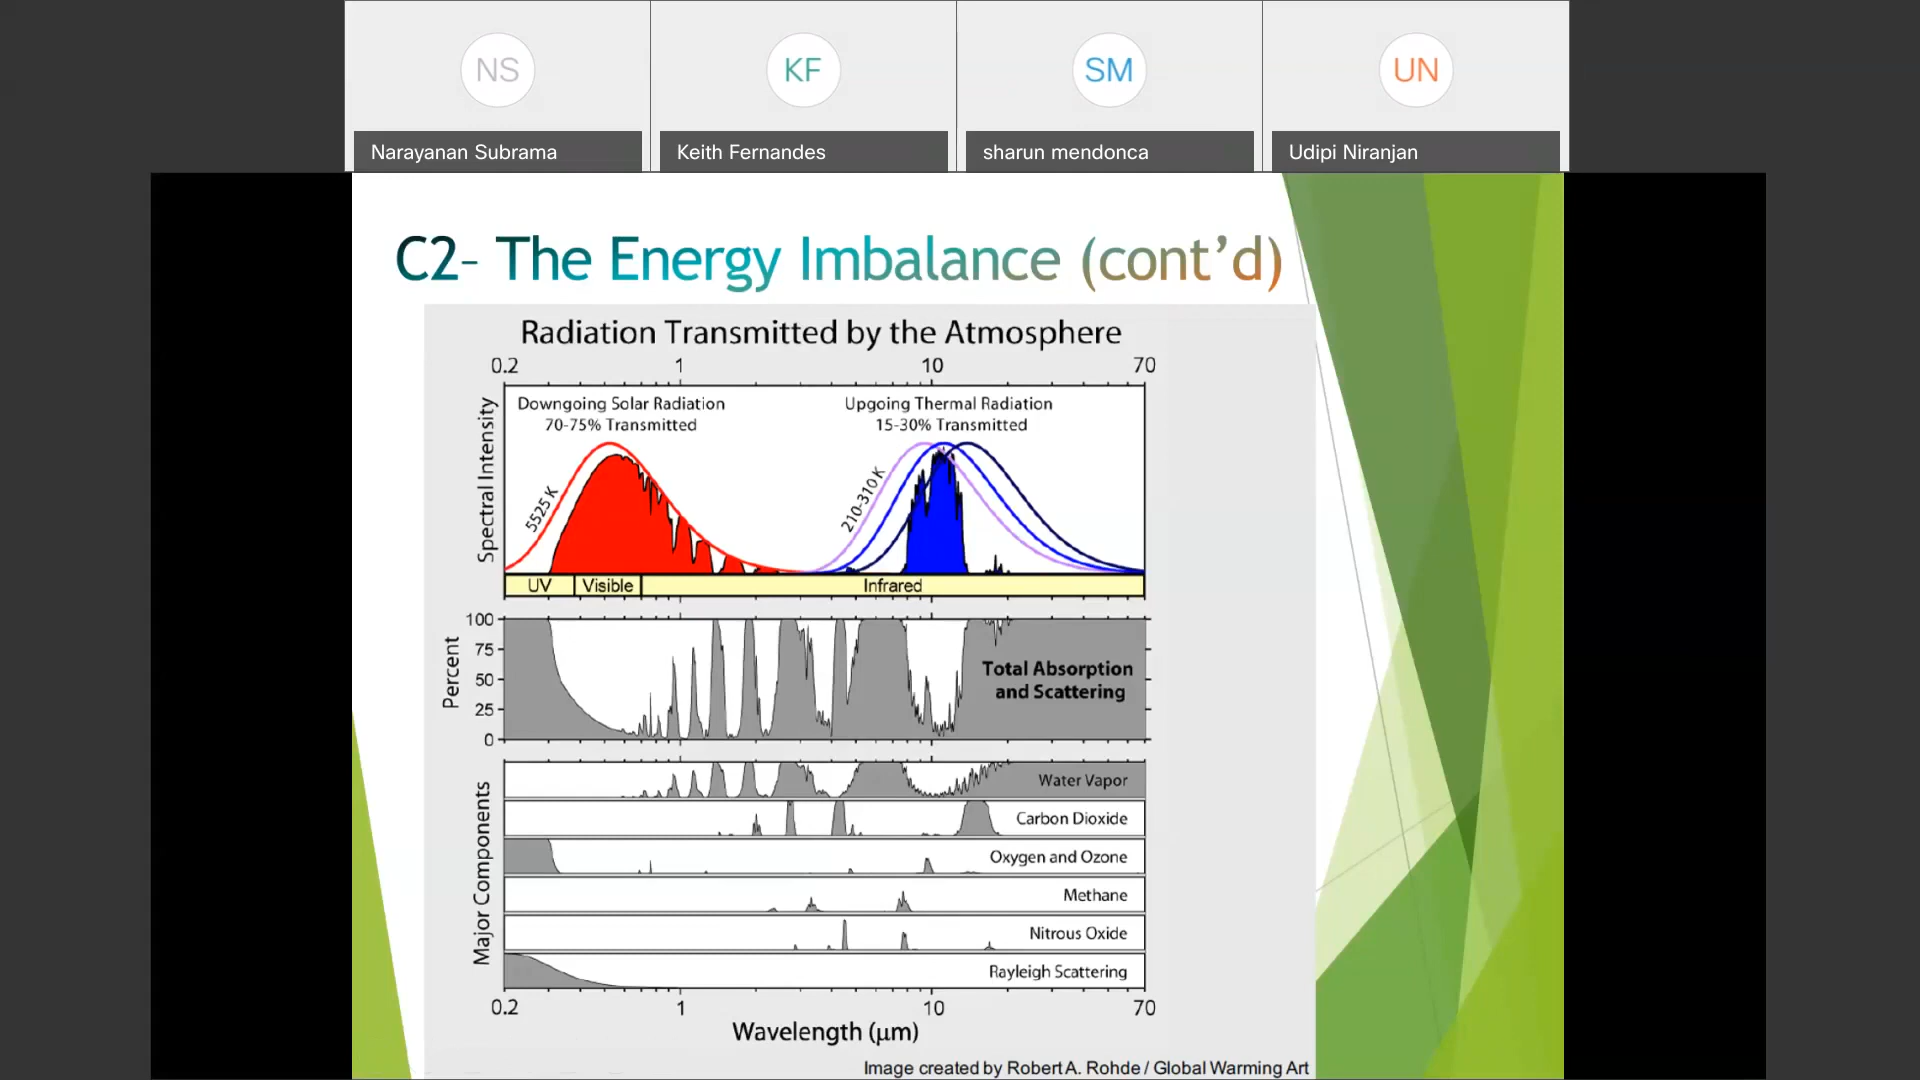 NS
KF
SM
UN
Narayanan Subrama
Keith Fernandes
sharun mendonca
Udipi Niranjan
C2- The Energy Imbalance (cont’d)
Radiation Transmitted by the Atmosphere
0.2 1 10 70
Spectral Intensity
Downgoing Solar Radiation
70-75% Transmitted
Upgoing Thermal Radiation
15-30% Transmitted
5525 K
210-310 K
UV Visible Infrared
Percent
100
75
50
25
0
Total Absorption
and Scattering
Major Components
Water Vapor
Carbon Dioxide
Oxygen and Ozone
Methane
Nitrous Oxide
Rayleigh Scattering
0.2 1 10 70
Wavelength (μm)
Image created by Robert A. Rohde / Global Warming Art